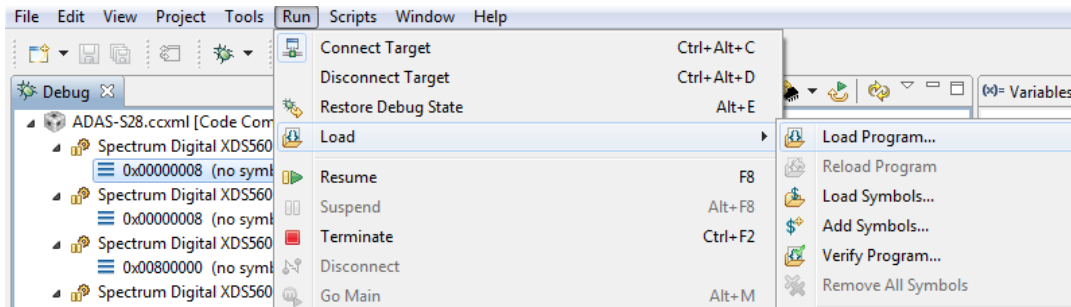 File Edit View Project Tools Run Scripts Window Help
Debug
ADAS-S28.ccxml [Code Com
Spectrum Digital XDS560
0x00000008 (no symb
Spectrum Digital XDS560
0x00000008 (no symb
Spectrum Digital XDS560
0x00800000 (no symb
Spectrum Digital XDS560
Connect Target Ctrl+Alt+C
Disconnect Target Ctrl+Alt+D
Restore Debug State Alt+E
Load
Resume F8
Suspend Alt+F8
Terminate Ctrl+F2
Disconnect
Go Main Alt+M
(x)= Variables
Load Program...
Reload Program
Load Symbols...
Add Symbols...
Verify Program...
Remove All Symbols